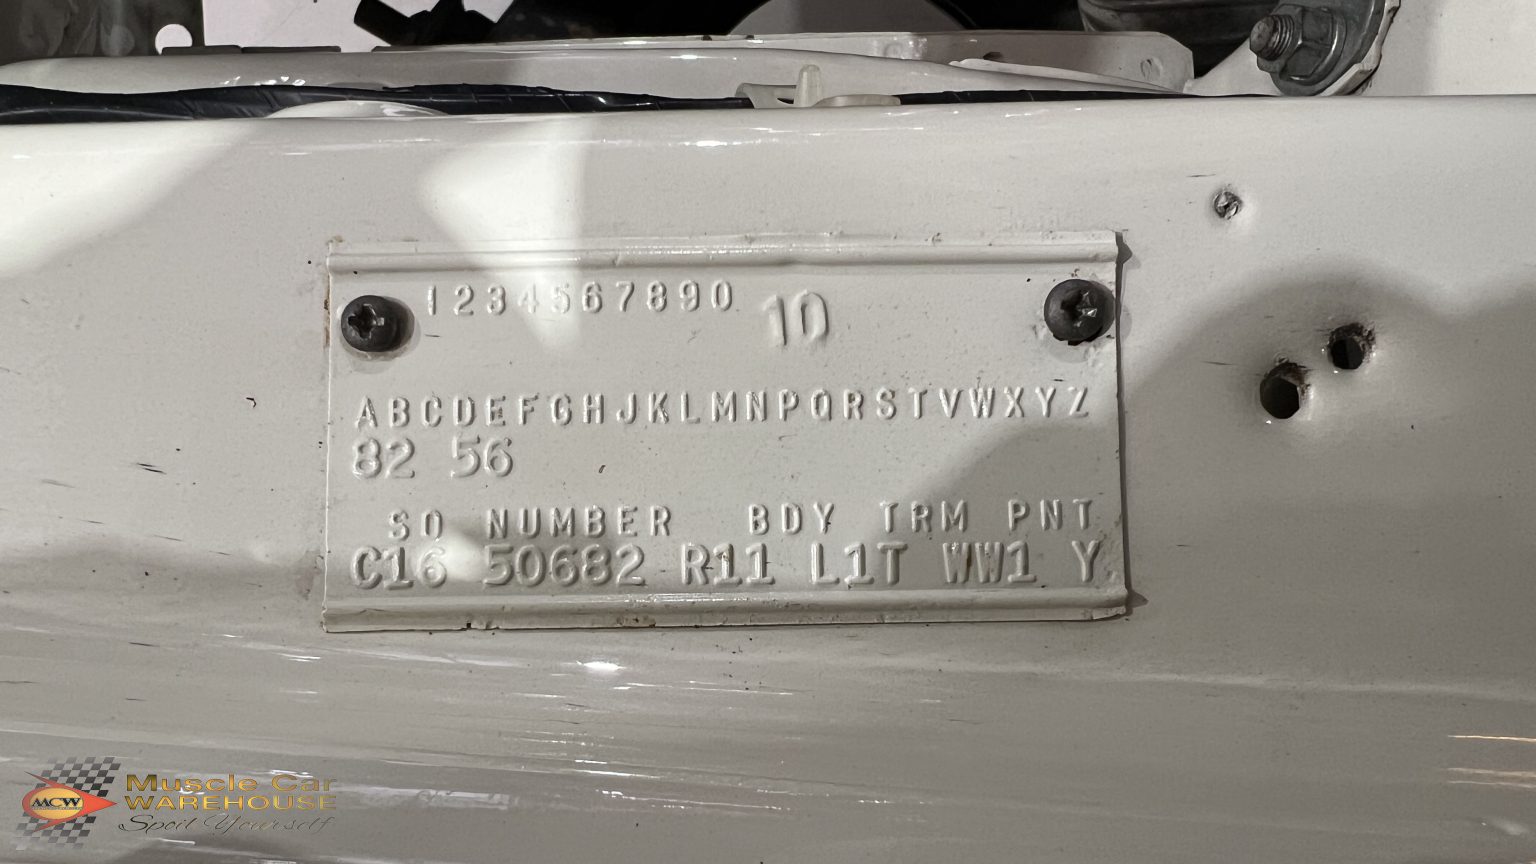 1234567890 10
ABCDEFGHJKLMNPQRSTVWXYZ
82 56
SO NUMBER BDY TRM PNT
C16 50682 R11 L1T WW1 Y
MCW
Muscle Car
WAREHOUSE
Spoil Yourself